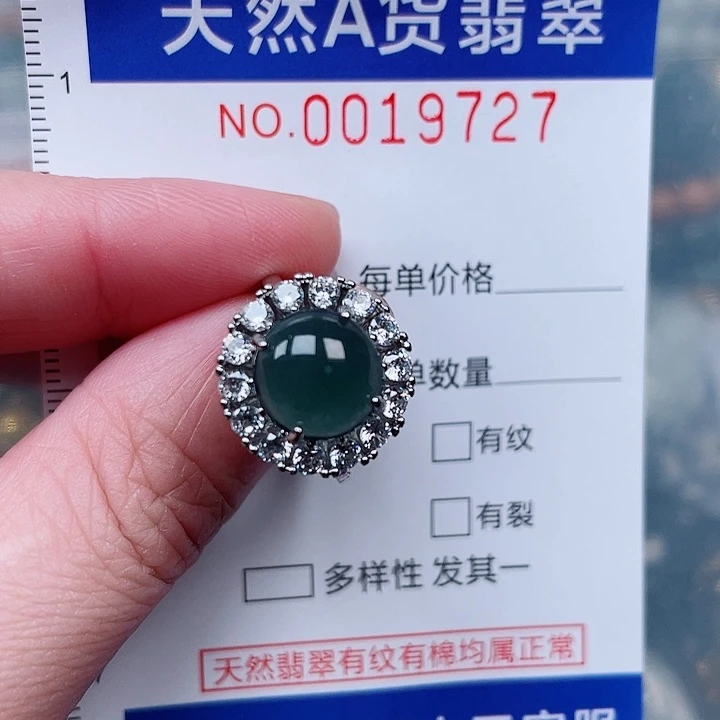 天然A货翡翠
1
NO.0019727
每单价格
单数量
有纹
有裂
多样性 发其一
天然翡翠有纹有棉均属正常